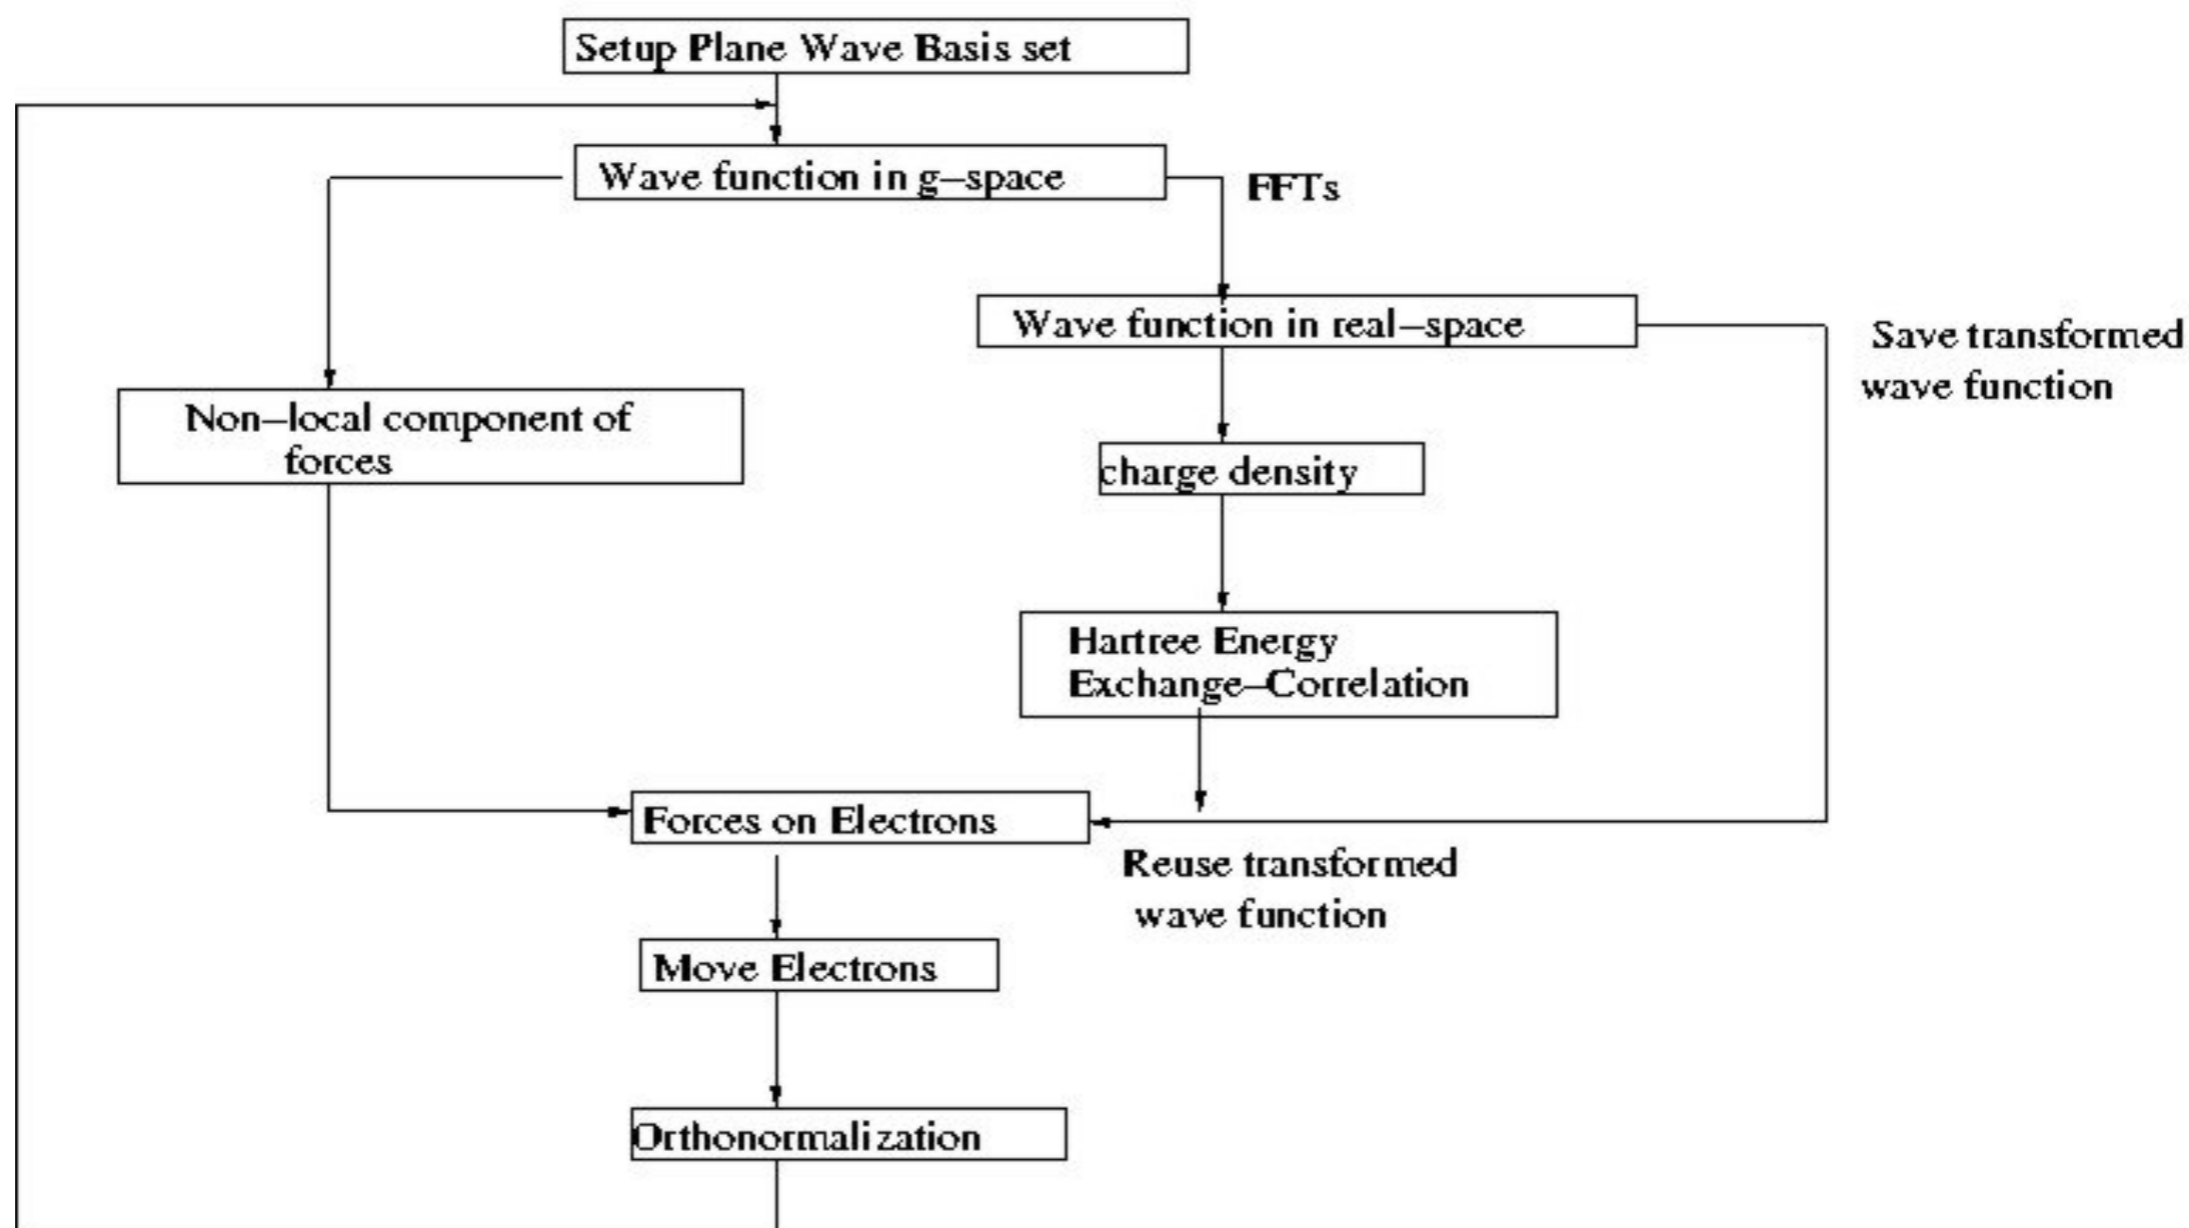 Setup Plane Wave Basis set
Wave function in g–space
FFTs
Wave function in real–space
Save transformed
wave function
Non–local component of
forces
charge density
Hartree Energy
Exchange–Correlation
Forces on Electrons
Reuse transformed
wave function
Move Electrons
Orthonormalization